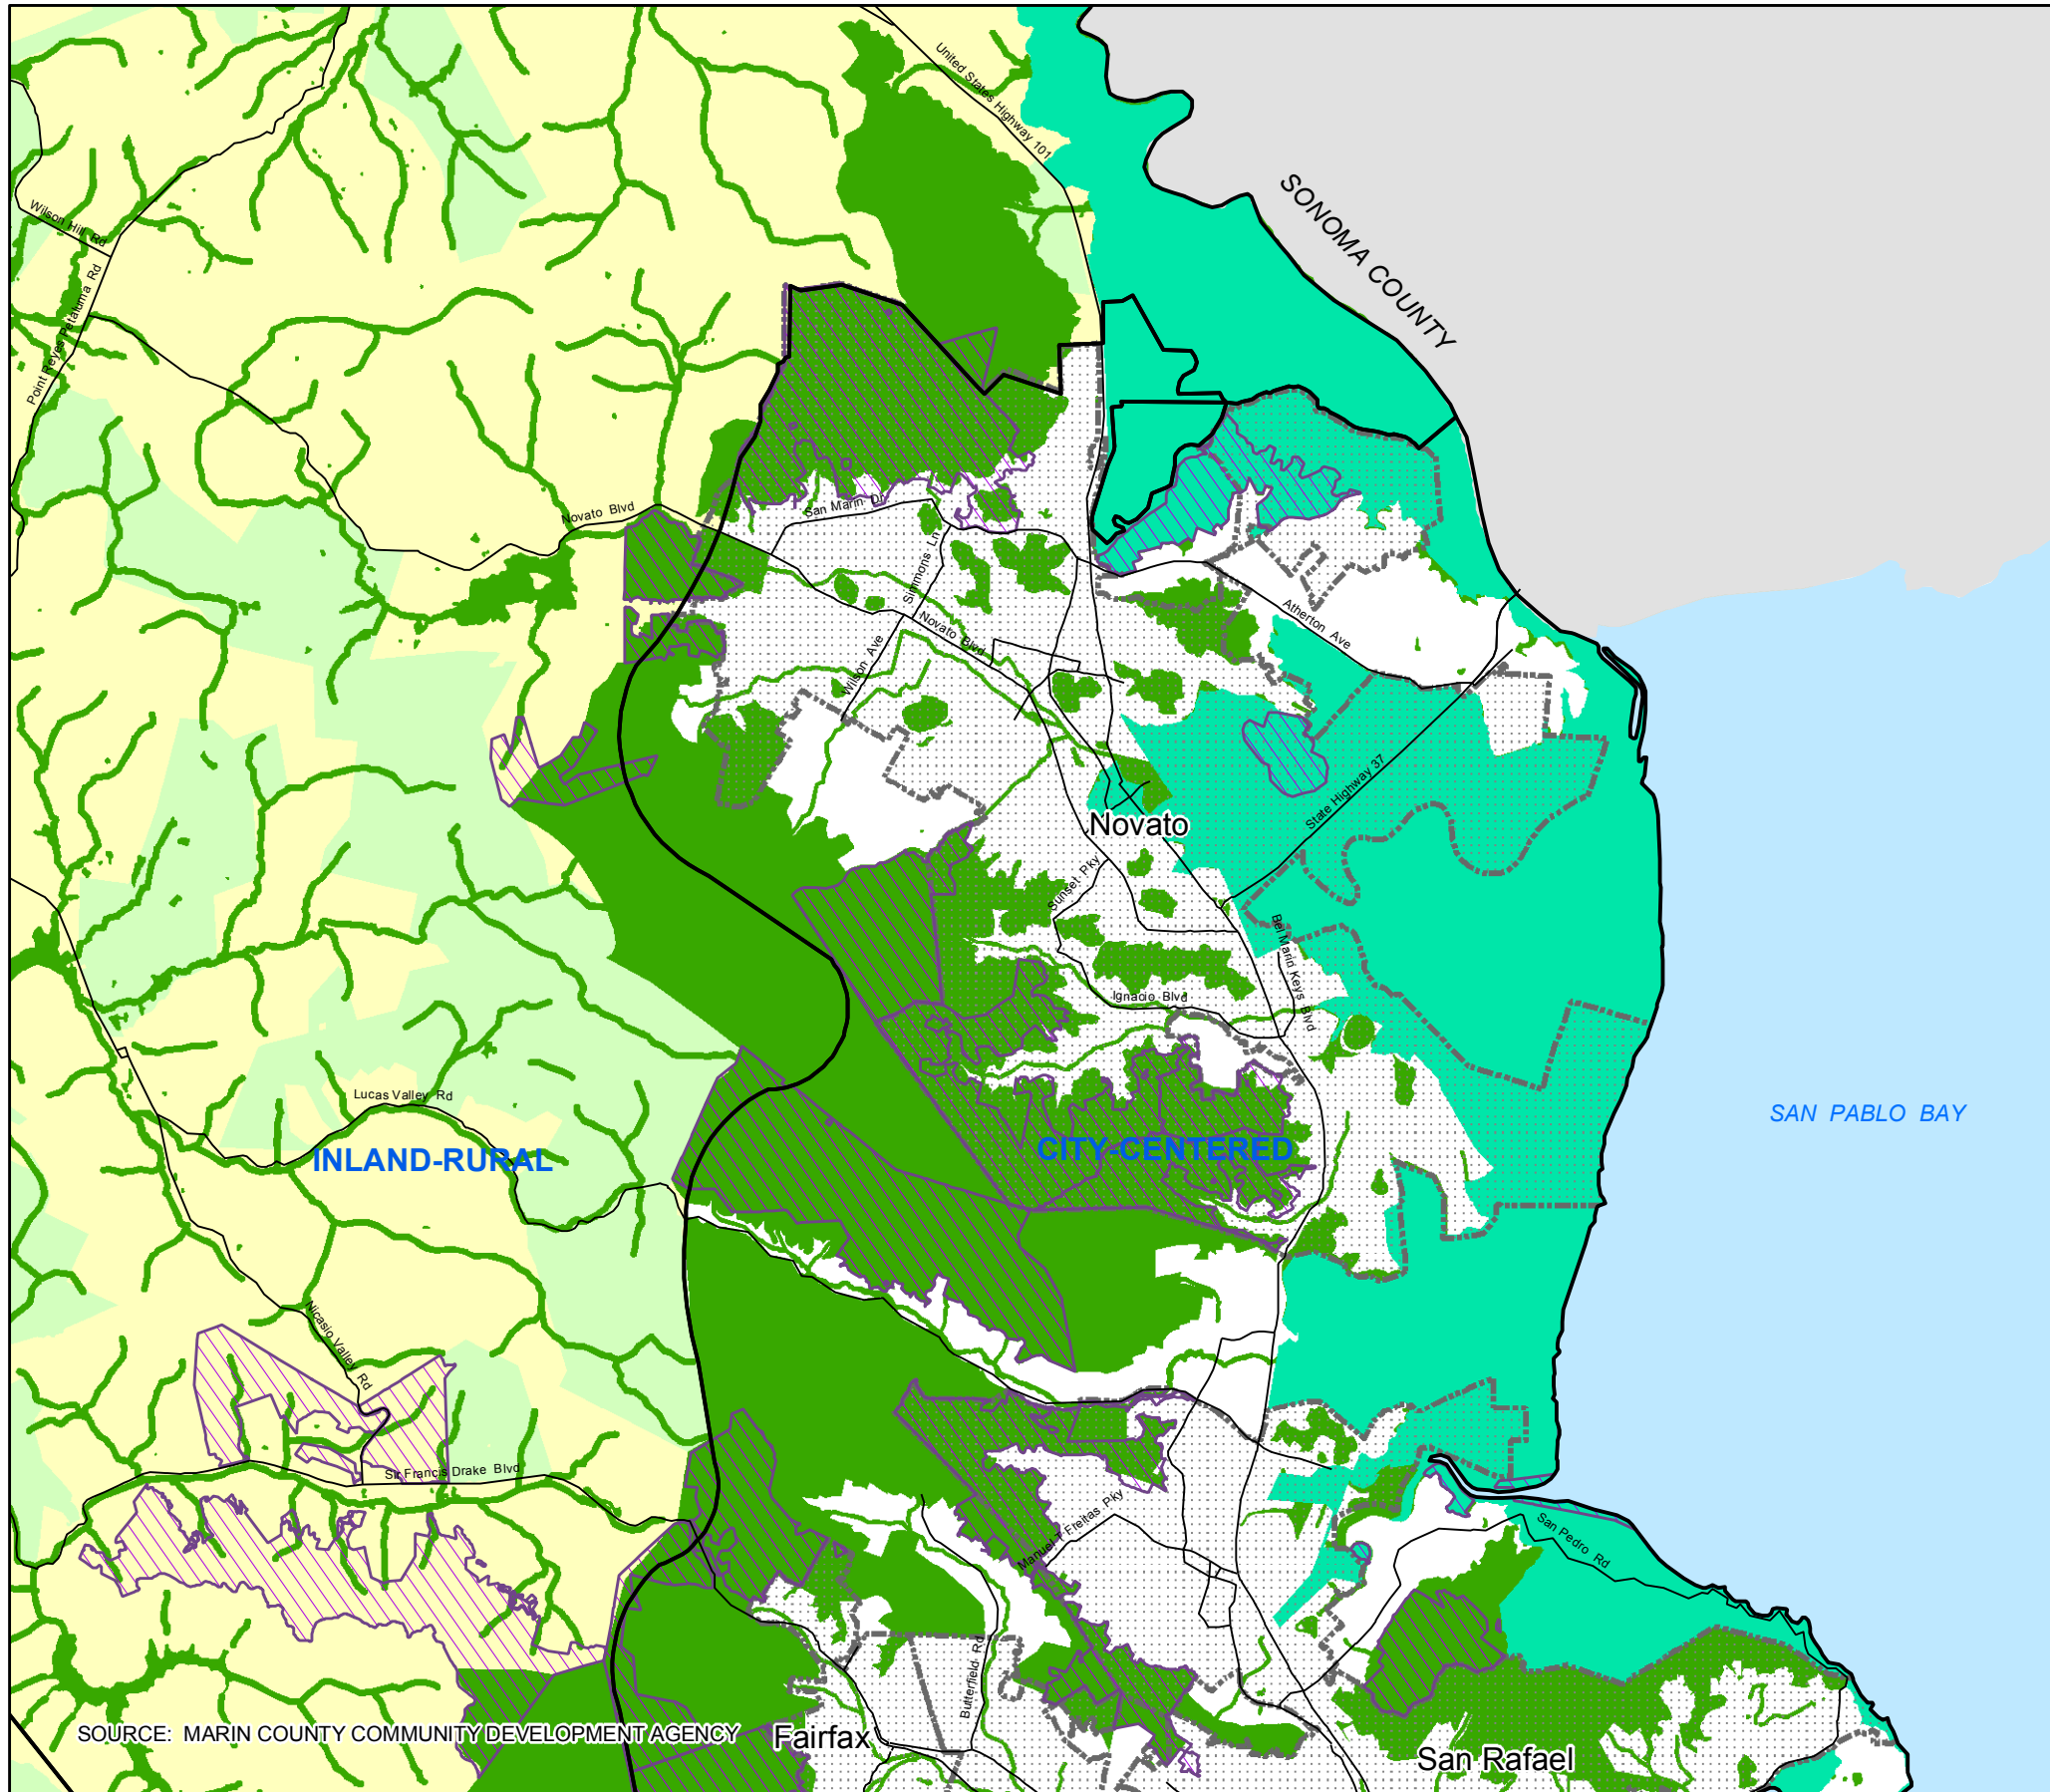 United States Highway 101
SONOMA COUNTY
Wilson Hill Rd
Point Reyes Petaluma Rd
Novato Blvd
San Marin Dr
Simmons Ln
Novato Blvd
Wilson Ave
Atherton Ave
State Highway 37
Novato
Sunset Pky
Bel Marin Keys Blvd
Ignacio Blvd
Lucas Valley Rd
SAN PABLO BAY
INLAND-RURAL
CITY-CENTERED
Nicasio Valley Rd
Sir Francis Drake Blvd
Manuel T Freitas Pky
San Pedro Rd
Butterfield Rd
SOURCE: MARIN COUNTY COMMUNITY DEVELOPMENT AGENCY
Fairfax
San Rafael